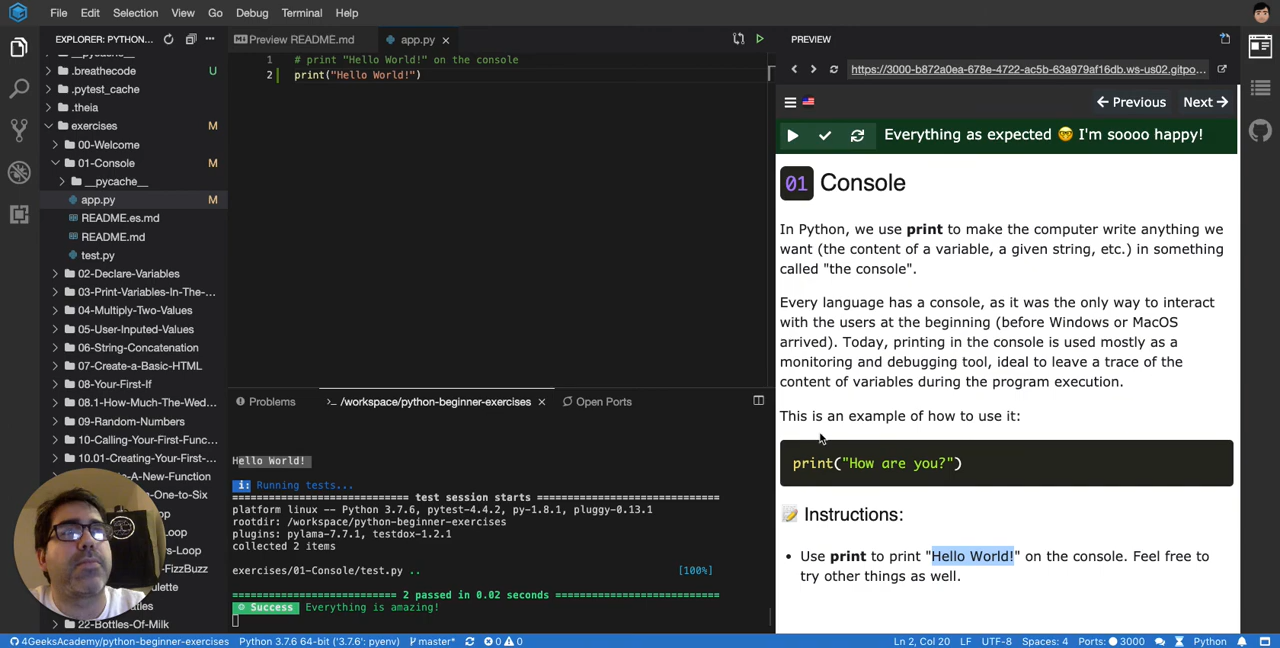 File Edit Selection View Go Debug Terminal Help
EXPLORER: PYTHON...
Preview README.md
app.py
PREVIEW
1 # print "Hello World!" on the console
2 print("Hello World!")
.breathecode U
.pytest_cache
.theia
exercises M
00-Welcome
01-Console M
__pycache__
app.py M
README.es.md
README.md
test.py
02-Declare-Variables
03-Print-Variables-In-The-...
04-Multiply-Two-Values
05-User-Inputed-Values
06-String-Concatenation
07-Create-a-Basic-HTML
08-Your-First-If
08.1-How-Much-The-Wed...
09-Random-Numbers
10-Calling-Your-First-Func...
10.01-Creating-Your-First-...
-A-New-Function
22-Bottles-Of-Milk
Problems
>_ /workspace/python-beginner-exercises
Open Ports
Hello World!
i: Running tests...
============================ test session starts =============================
platform linux -- Python 3.7.6, pytest-4.4.2, py-1.8.1, pluggy-0.13.1
rootdir: /workspace/python-beginner-exercises
plugins: pylama-7.7.1, testdox-1.2.1
collected 2 items
exercises/01-Console/test.py .. [100%]
========================== 2 passed in 0.02 seconds ==========================
Success Everything is amazing!
https://3000-b872a0ea-678e-4722-ac5b-63a979af16db.ws-us02.gitpo...
← Previous Next →
Everything as expected 🤓 I'm soooo happy!
01 Console
In Python, we use print to make the computer write anything we
want (the content of a variable, a given string, etc.) in something
called "the console".
Every language has a console, as it was the only way to interact
with the users at the beginning (before Windows or MacOS
arrived). Today, printing in the console is used mostly as a
monitoring and debugging tool, ideal to leave a trace of the
content of variables during the program execution.
This is an example of how to use it:
print("How are you?")
📝 Instructions:
• Use print to print "Hello World!" on the console. Feel free to
try other things as well.
4GeeksAcademy/python-beginner-exercises Python 3.7.6 64-bit ('3.7.6': pyenv) master* 0 0 Ln 2, Col 20 LF UTF-8 Spaces: 4 Ports: 3000 Python